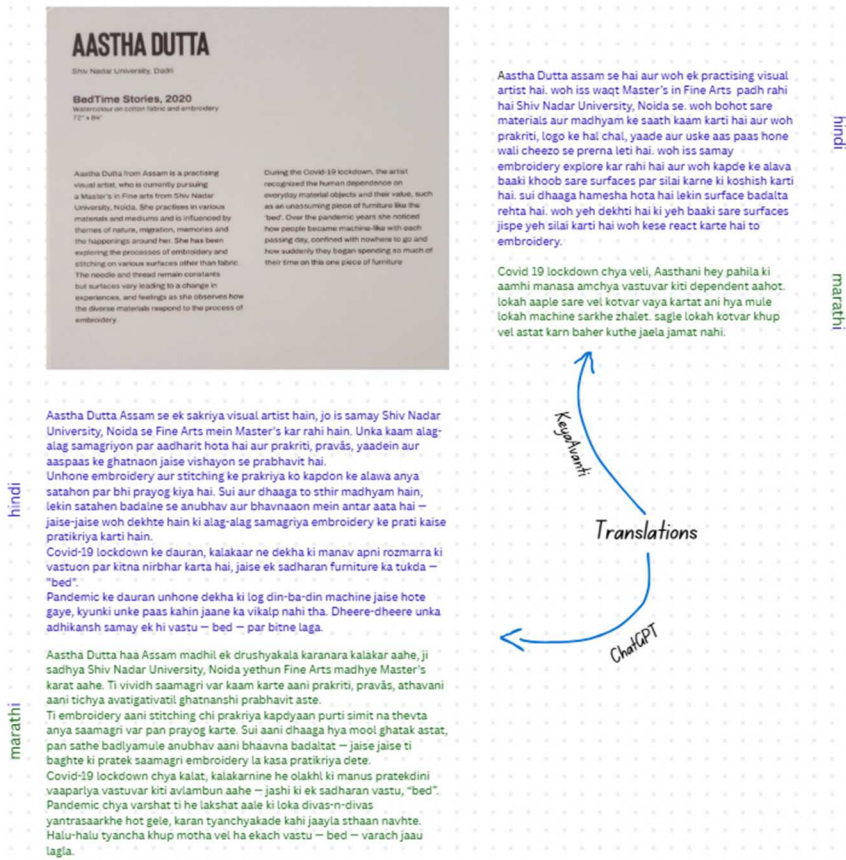 AASTHA DUTTA
Shiv Nadar University, Dadri
BedTime Stories, 2020
Watercolour on cotton fabric and embroidery
72" x 84"
Aastha Dutta from Assam is a practising
visual artist, who is currently pursuing
a Master's in Fine arts from Shiv Nadar
University, Noida. She practises in various
materials and mediums and is influenced by
themes of nature, migration, memories and
the happenings around her. She has been
exploring the processes of embroidery and
stitching on various surfaces other than fabric.
The needle and thread remain constants
but surfaces vary leading to a change in
experiences, and feelings as she observes how
the diverse materials respond to the process of
embroidery.
During the Covid-19 lockdown, the artist
recognized the human dependence on
everyday material objects and their value, such
as an unassuming piece of furniture like the
'bed'. Over the pandemic years she noticed
how people became machine-like with each
passing day, confined with nowhere to go and
how suddenly they began spending so much of
their time on this one piece of furniture
Aastha Dutta assam se hai aur woh ek practising visual
artist hai. woh iss waqt Master's in Fine Arts padh rahi
hai Shiv Nadar University, Noida se. woh bohot sare
materials aur madhyam ke saath kaam karti hai aur woh
prakriti, logo ke hal chal, yaade aur uske aas paas hone
wali cheezo se prerna leti hai. woh iss samay
embroidery explore kar rahi hai aur woh kapde ke alava
baaki khoob sare surfaces par silai karne ki koshish karti
hai. sui dhaaga hamesha hota hai lekin surface badalta
rehta hai. woh yeh dekhti hai ki yeh baaki sare surfaces
jispe yeh silai karti hai woh kese react karte hai to
embroidery.
hindi
Covid 19 lockdown chya veli, Aasthani hey pahila ki
aamhi manasa amchya vastuvar kiti dependent aahot.
lokah aaple sare vel kotvar vaya kartat ani hya mule
lokah machine sarkhe zhalet. sagle lokah kotvar khup
vel astat karn baher kuthe jaela jamat nahi.
marathi
KeyaAvanti
Translations
ChatGPT
hindi
Aastha Dutta Assam se ek sakriya visual artist hain, jo is samay Shiv Nadar
University, Noida se Fine Arts mein Master's kar rahi hain. Unka kaam alag-
alag samagriyon par aadharit hota hai aur prakriti, pravās, yaadein aur
aaspaas ke ghatnaon jaise vishayon se prabhavit hai.
Unhone embroidery aur stitching ke prakriya ko kapdon ke alawa anya
satahon par bhi prayog kiya hai. Sui aur dhaaga to sthir madhyam hain,
lekin satahen badalne se anubhav aur bhavnaaon mein antar aata hai —
jaise-jaise woh dekhte hain ki alag-alag samagriya embroidery ke prati kaise
pratikriya karti hain.
Covid-19 lockdown ke dauran, kalakaar ne dekha ki manav apni rozmarra ki
vastuon par kitna nirbhar karta hai, jaise ek sadharan furniture ka tukda —
"bed".
Pandemic ke dauran unhone dekha ki log din-ba-din machine jaise hote
gaye, kyunki unke paas kahin jaane ka vikalp nahi tha. Dheere-dheere unka
adhikansh samay ek hi vastu — bed — par bitne laga.
marathi
Aastha Dutta haa Assam madhil ek drushyakala karanara kalakar aahe, ji
sadhya Shiv Nadar University, Noida yethun Fine Arts madhye Master's
karat aahe. Ti vividh saamagri var kaam karte aani prakriti, pravās, athavani
aani tichya avatigativatil ghatnanshi prabhavit aste.
Ti embroidery aani stitching chi prakriya kapdyaan purti simit na thevta
anya saamagri var pan prayog karte. Sui aani dhaaga hya mool ghatak astat,
pan sathe badlyamule anubhav aani bhaavna badaltat — jaise jaise ti
baghte ki pratek saamagri embroidery la kasa pratikriya dete.
Covid-19 lockdown chya kalat, kalakarnine he olakhl ki manus pratekdini
vaaparlya vastuvar kiti avlambun aahe — jashi ki ek sadharan vastu, "bed".
Pandemic chya varshat ti he lakshat aale ki loka divas-n-divas
yantrasaarkhe hot gele, karan tyanchyakade kahi jaayla sthaan navhte.
Halu-halu tyancha khup motha vel ha ekach vastu — bed — varach jaau
lagla.